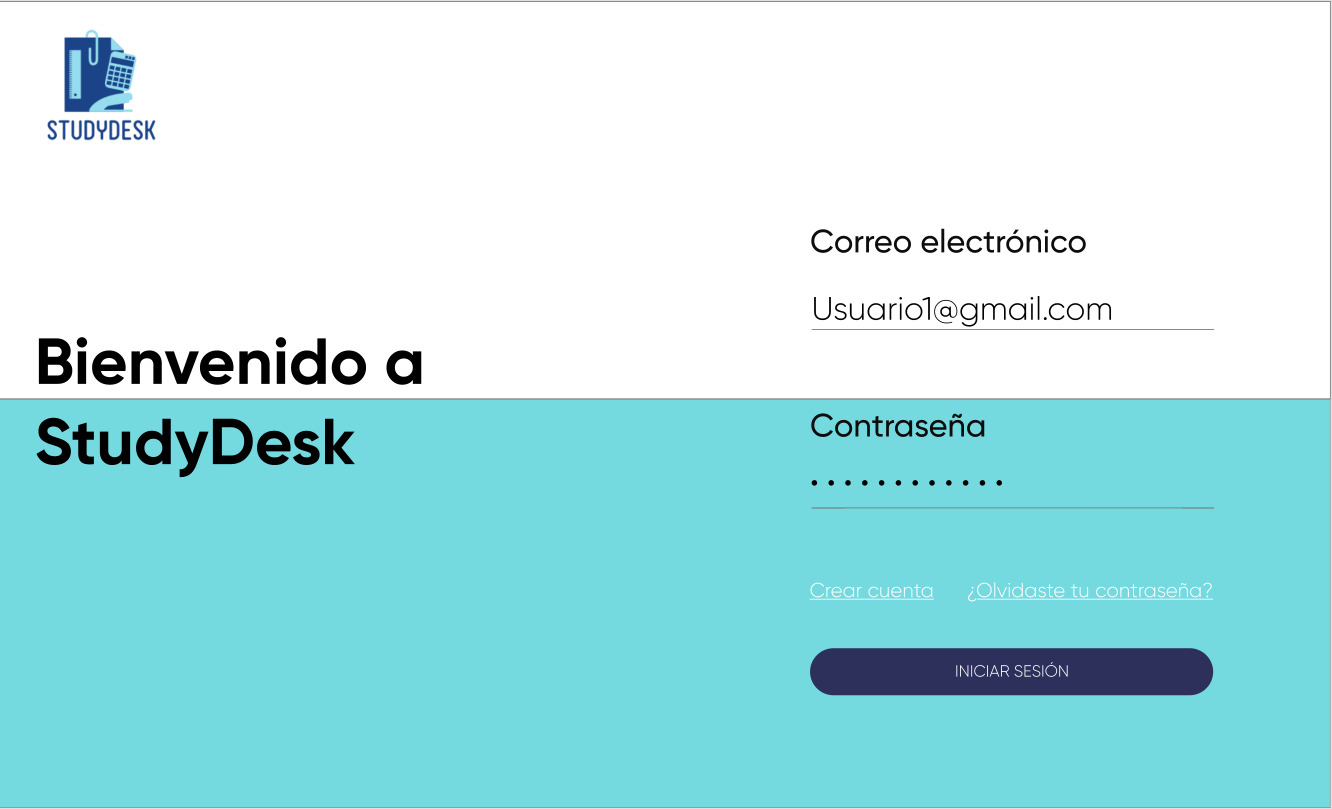 STUDYDESK
Bienvenido a
StudyDesk
Correo electrónico
Usuario1@gmail.com
Contraseña
............
Crear cuenta
¿Olvidaste tu contraseña?
INICIAR SESIÓN